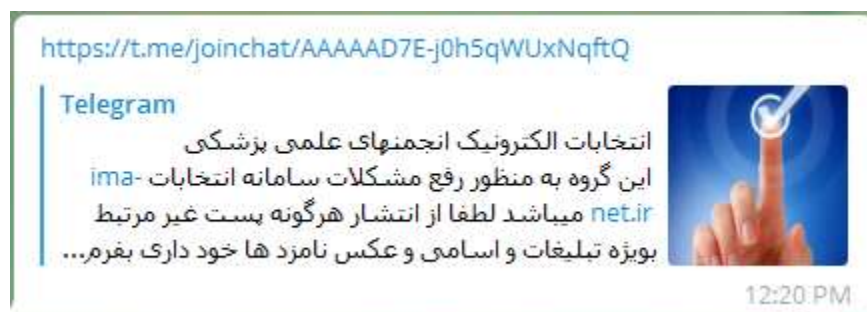 https://t.me/joinchat/AAAAAD7E-j0h5qWUxNqftQ
Telegram
انتخابات الکترونیک انجمنهای علمی پزشکی
این گروه به منظور رفع مشکلات سامانه انتخابات ima-
net.ir میباشد لطفا از انتشار هرگونه پست غیر مرتبط
بویژه تبلیغات و اسامی و عکس نامزد ها خود داری بفرم...
12:20 PM